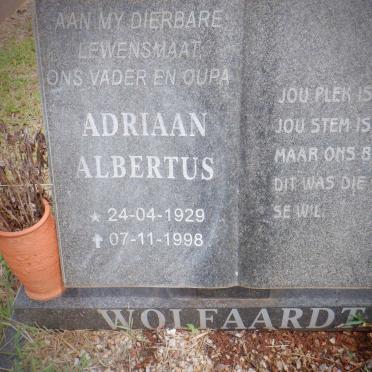 AAN MY DIERBARE
LEWENSMAAT
ONS VADER EN OUPA
ADRIAAN
ALBERTUS
24-04-1929
07-11-1998
JOU PLEK IS
JOU STEM IS
MAAR ONS B
DIT WAS DIE
SE WIL.
WOLFAARDT